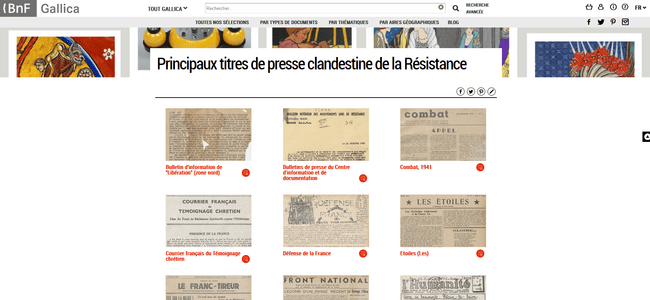 {BnF Gallica
TOUT GALLICA
Rechercher
RECHERCHE
AVANCÉE
FR
TOUTES NOS SÉLECTIONS
PAR TYPES DE DOCUMENTS
PAR THÉMATIQUES
PAR AIRES GÉOGRAPHIQUES
BLOG
Principaux titres de presse clandestine de la Résistance
combat
APPEL
Bulletin d'information de
"Libération" (zone nord)
Bulletins de presse du Centre
d'information et de
documentation
Combat, 1941
COURRIER FRANÇAIS
TEMOIGNAGE CHRETIEN
DEFENSE
FRANCE
LES ETOILES
Courrier français du Témoignage
chrétien
Défense de la France
Etoiles (Les)
LE FRANC-TIREUR
FRONT NATIONAL
l'Humanité